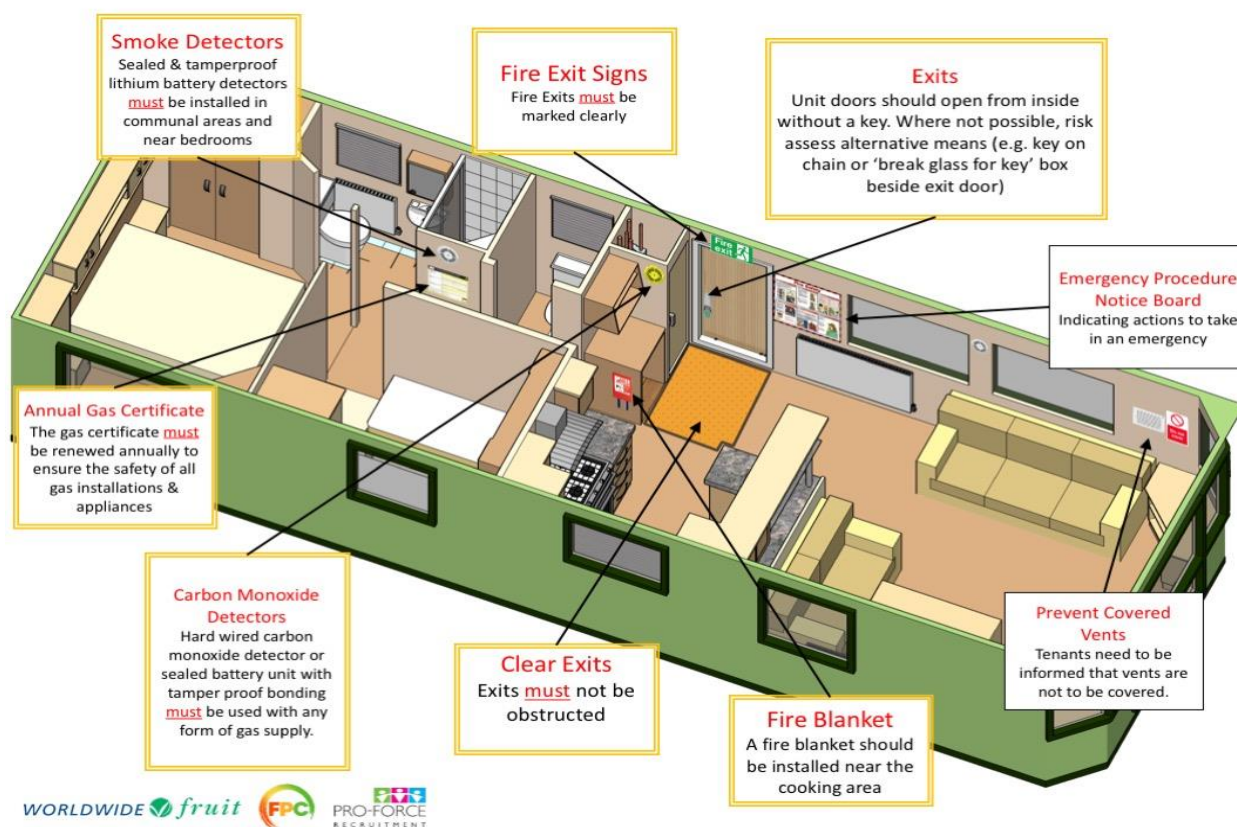 Smoke Detectors
Sealed & tamperproof
lithium battery detectors
must be installed in
communal areas and
near bedrooms
Fire Exit Signs
Fire Exits must be
marked clearly
Exits
Unit doors should open from inside
without a key. Where not possible, risk
assess alternative means (e.g. key on
chain or ‘break glass for key’ box
beside exit door)
Fire
exit
Emergency Procedure
Notice Board
Indicating actions to take
in an emergency
Annual Gas Certificate
The gas certificate must
be renewed annually to
ensure the safety of all
gas installations &
appliances
Carbon Monoxide
Detectors
Hard wired carbon
monoxide detector or
sealed battery unit with
tamper proof bonding
must be used with any
form of gas supply.
Clear Exits
Exits must not be
obstructed
Fire Blanket
A fire blanket should
be installed near the
cooking area
Prevent Covered
Vents
Tenants need to be
informed that vents are
not to be covered.
WORLDWIDE fruit
FPC
PRO-FORCE
RECRUITMENT